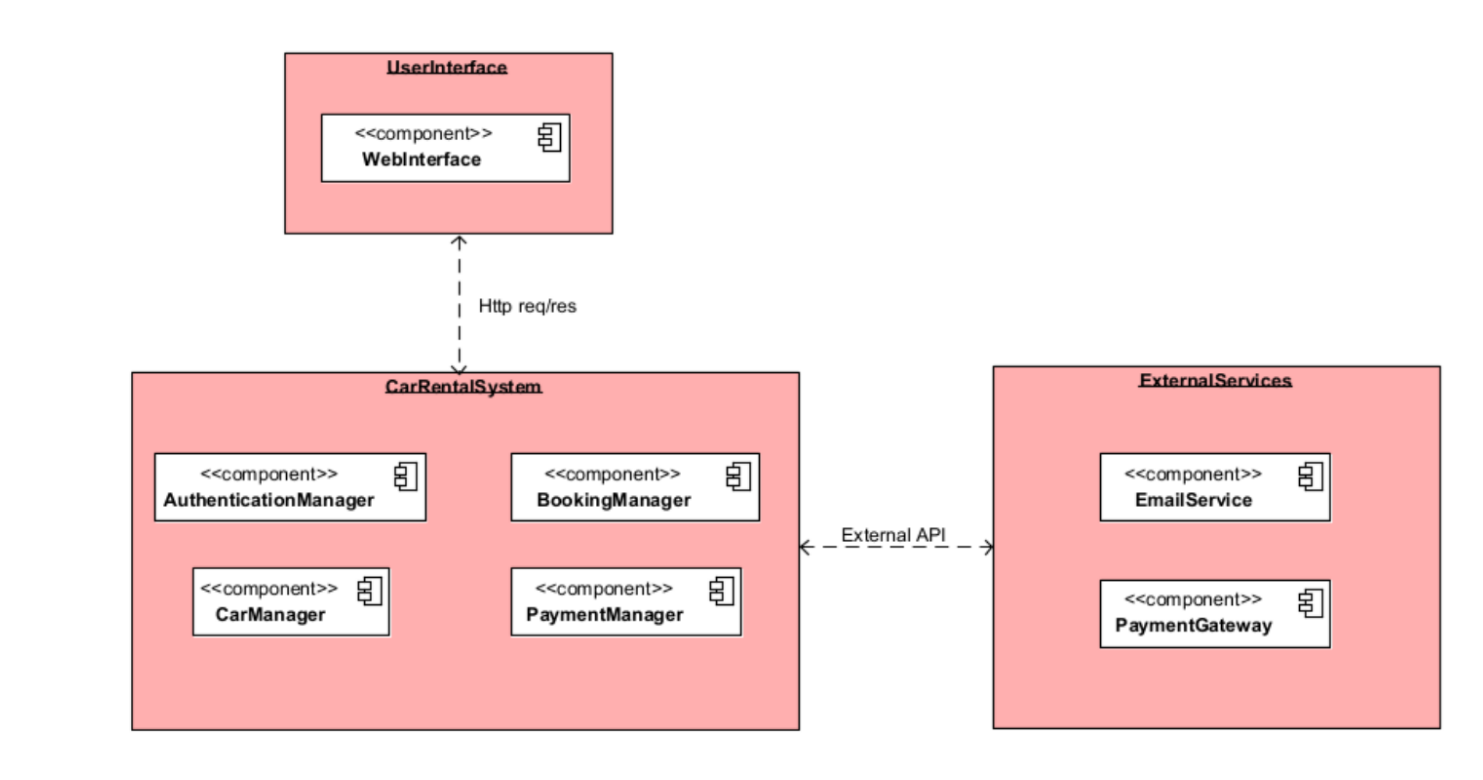 UserInterface
<<component>>
WebInterface
Http req/res
CarRentalSystem
<<component>>
AuthenticationManager
<<component>>
BookingManager
<<component>>
CarManager
<<component>>
PaymentManager
External API
ExternalServices
<<component>>
EmailService
<<component>>
PaymentGateway